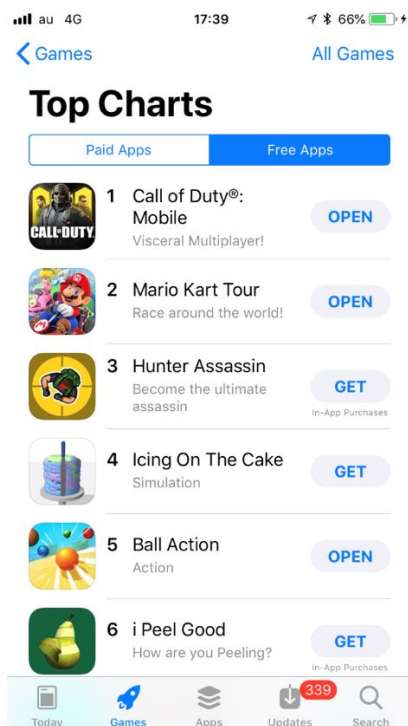 au 4G 17:39 66%
Games All Games
Top Charts
Paid Apps Free Apps
CALL OF DUTY
1 Call of Duty®:
Mobile
Visceral Multiplayer!
OPEN
2 Mario Kart Tour
Race around the world!
OPEN
3 Hunter Assassin
Become the ultimate
assassin
GET
In-App Purchases
4 Icing On The Cake
Simulation
GET
5 Ball Action
Action
OPEN
6 i Peel Good
How are you Peeling?
GET
In-App Purchases
339
Today Games Apps Updates Search